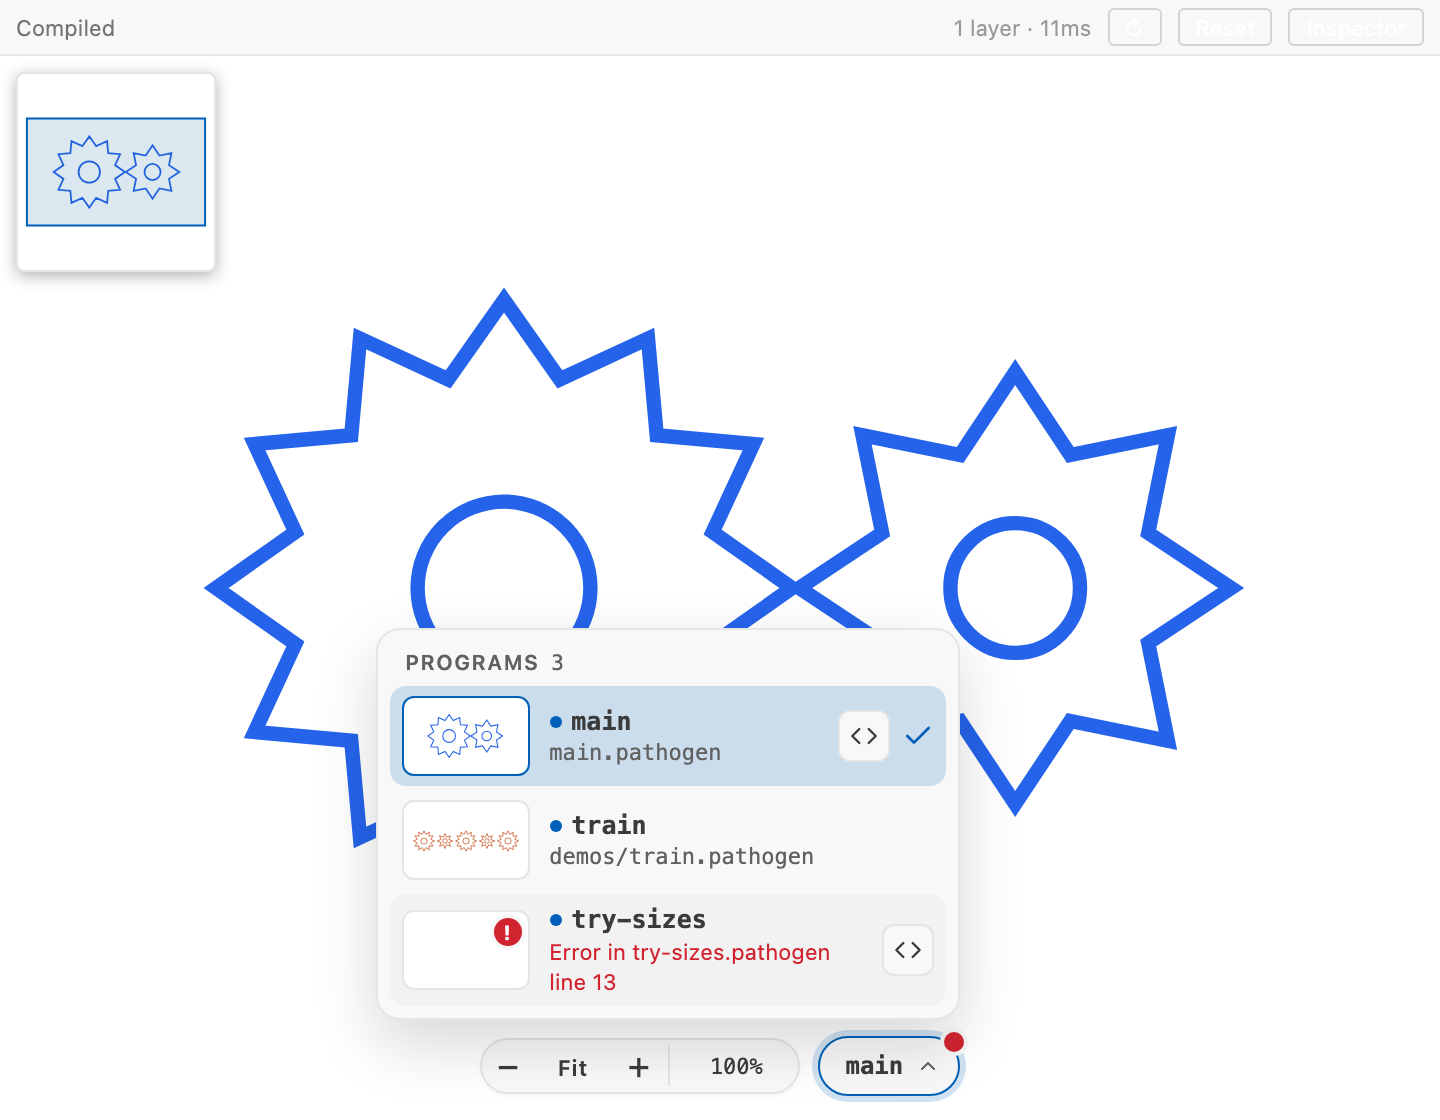 Compiled
1 layer · 11ms
Reset
Inspector
PROGRAMS 3
main
main.pathogen
train
demos/train.pathogen
try-sizes
Error in try-sizes.pathogen
line 13
Fit
100%
main